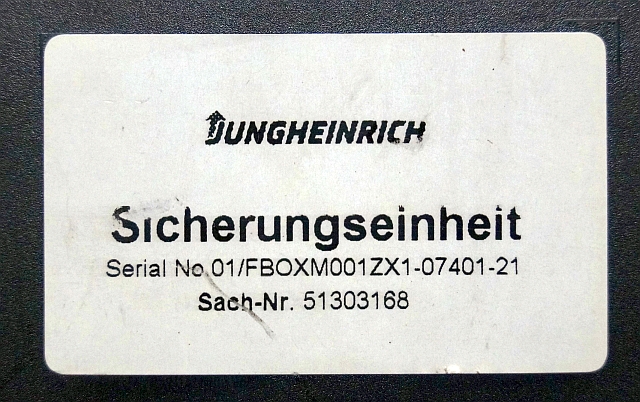 JUNGHEINRICH
Sicherungseinheit
Serial No.01/FBOXM001ZX1-07401-21
Sach-Nr. 51303168